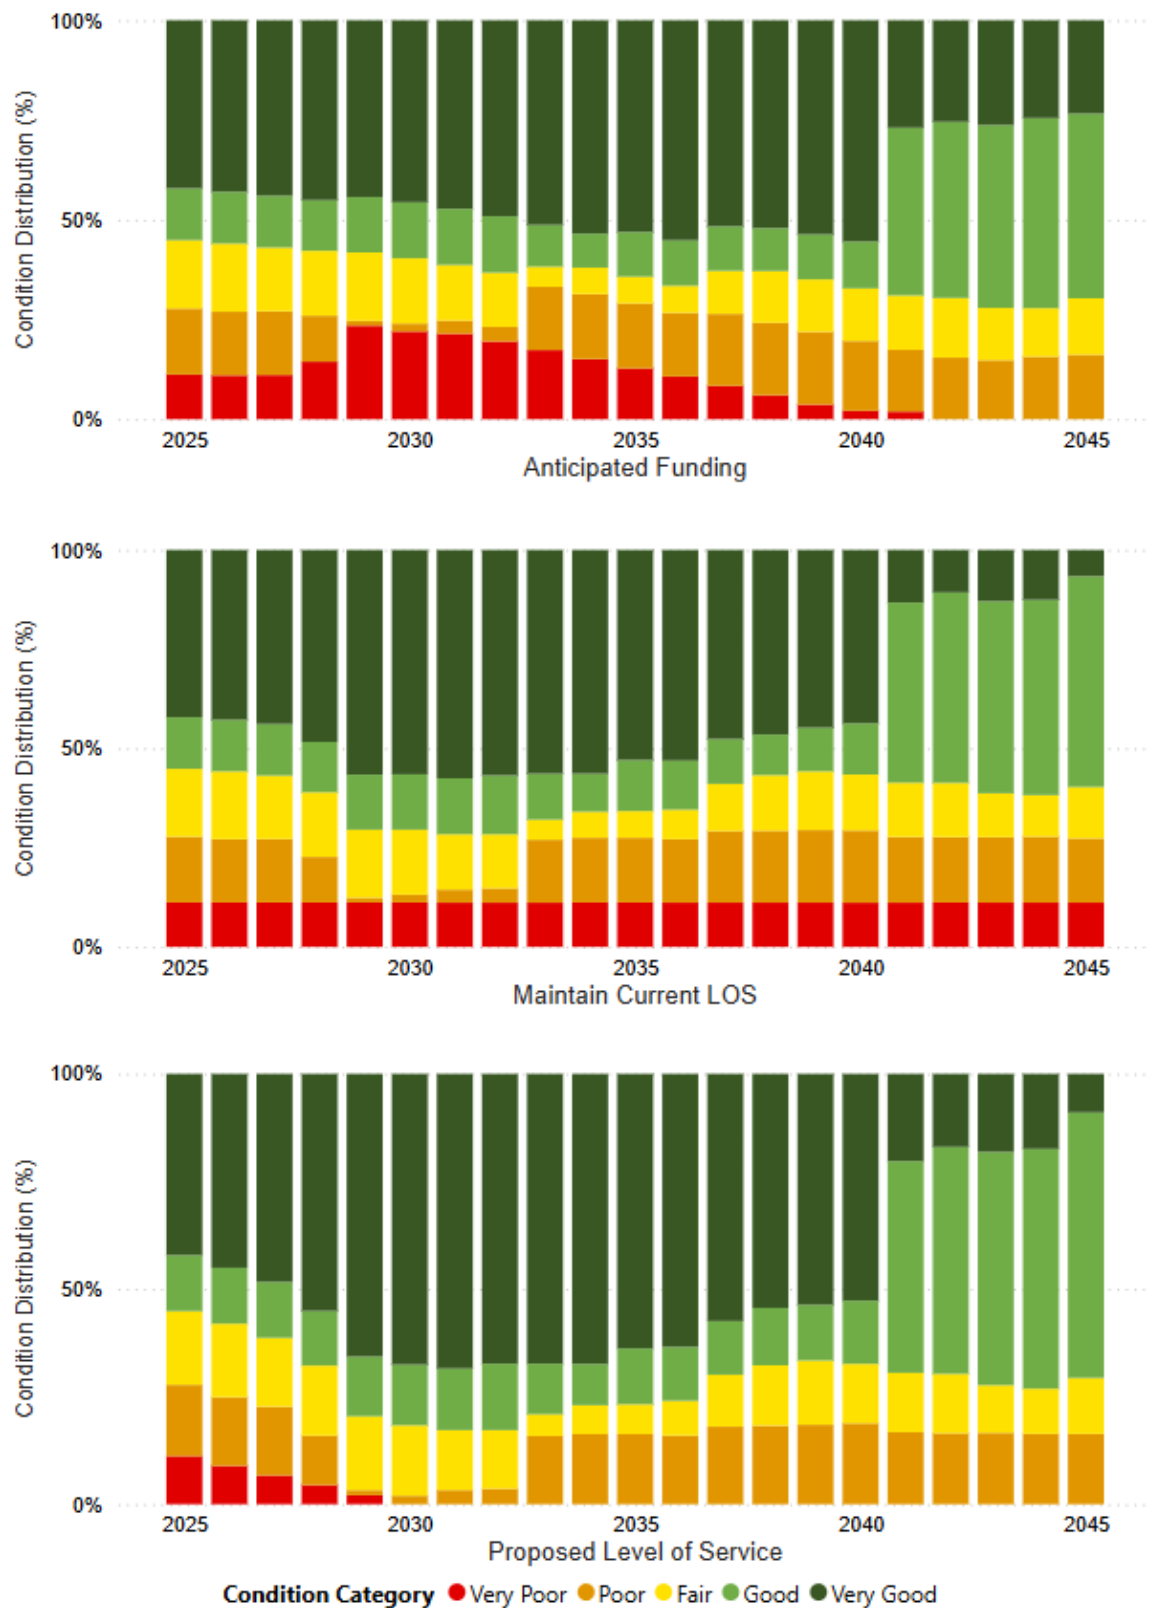 100%
Condition Distribution (%)
50%
0%
2025 2030 2035 2040 2045
Anticipated Funding
100%
Condition Distribution (%)
50%
0%
2025 2030 2035 2040 2045
Maintain Current LOS
100%
Condition Distribution (%)
50%
0%
2025 2030 2035 2040 2045
Proposed Level of Service
Condition Category Very Poor Poor Fair Good Very Good